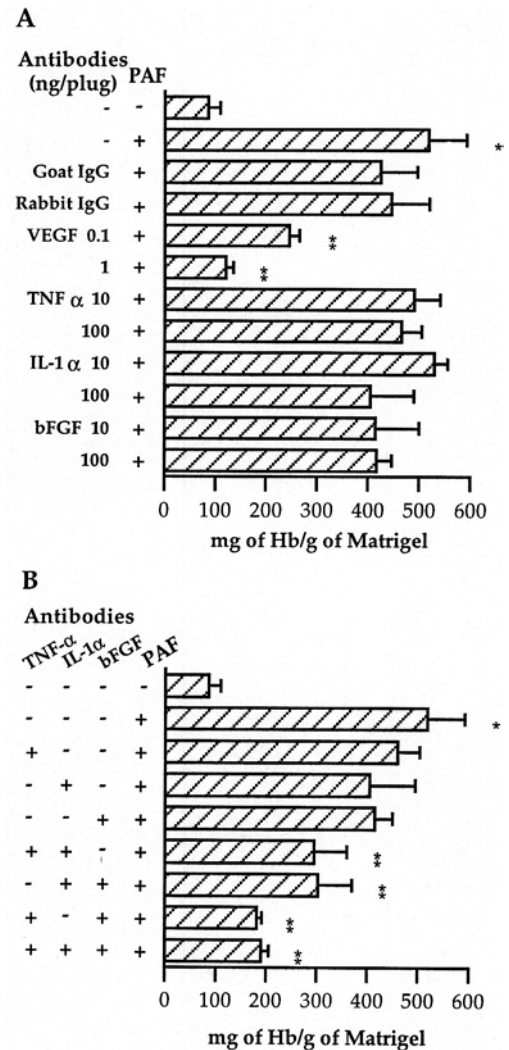 A
Antibodies
(ng/plug) PAF
- -
- + *
Goat IgG +
Rabbit IgG +
VEGF 0.1 + **
1 + **
TNF α 10 +
100 +
IL-1 α 10 +
100 +
bFGF 10 +
100 +
0 100 200 300 400 500 600
mg of Hb/g of Matrigel
B
Antibodies
TNF-α IL-1α bFGF PAF
- - - -
- - - + *
+ - - +
- + - +
- - + +
+ + - + **
- + + + **
+ - + + **
+ + + + **
0 100 200 300 400 500 600
mg of Hb/g of Matrigel